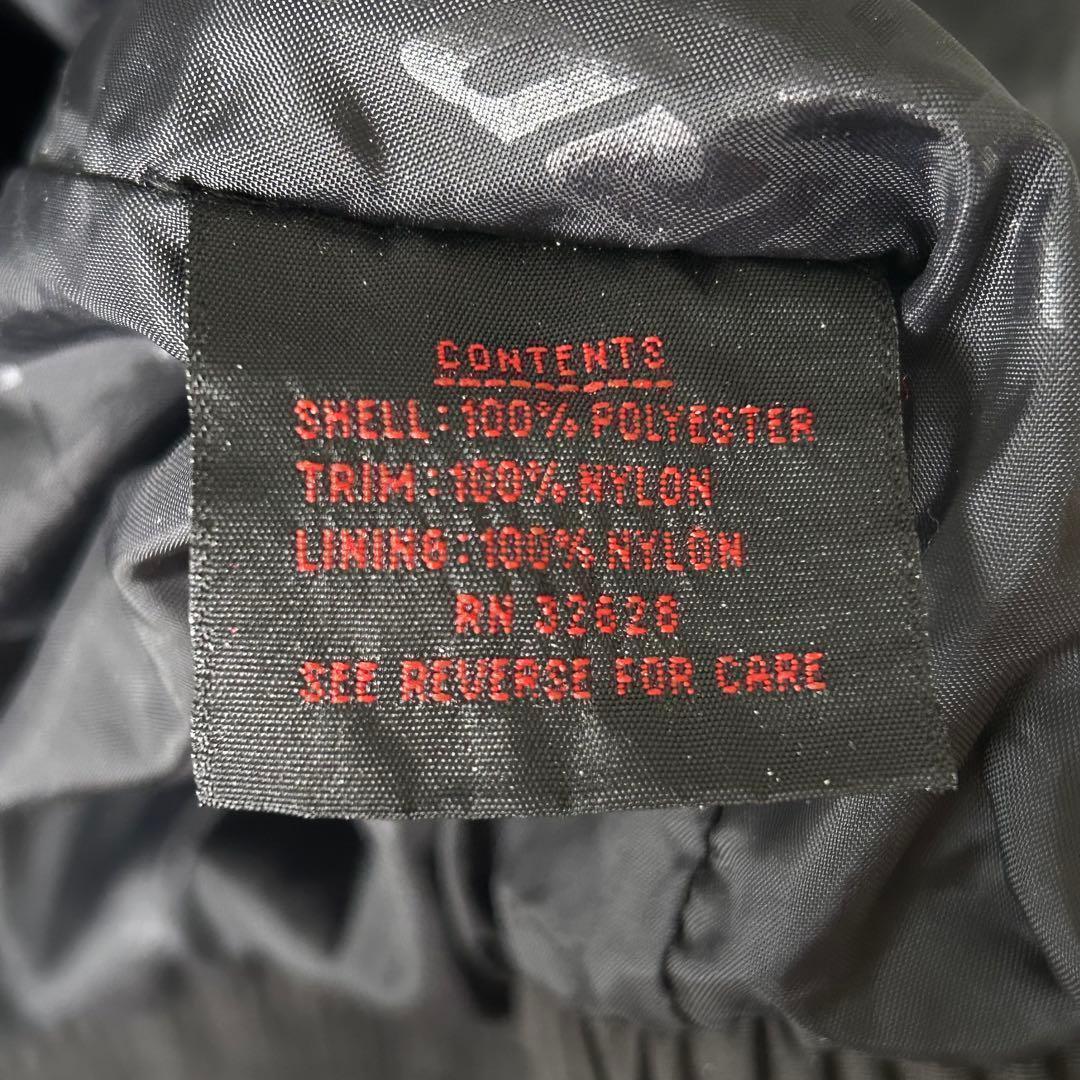 CONTENTS
SHELL: 100% POLYESTER
TRIM: 100% NYLON
LINING: 100% NYLON
RN 32628
SEE REVERSE FOR CARE